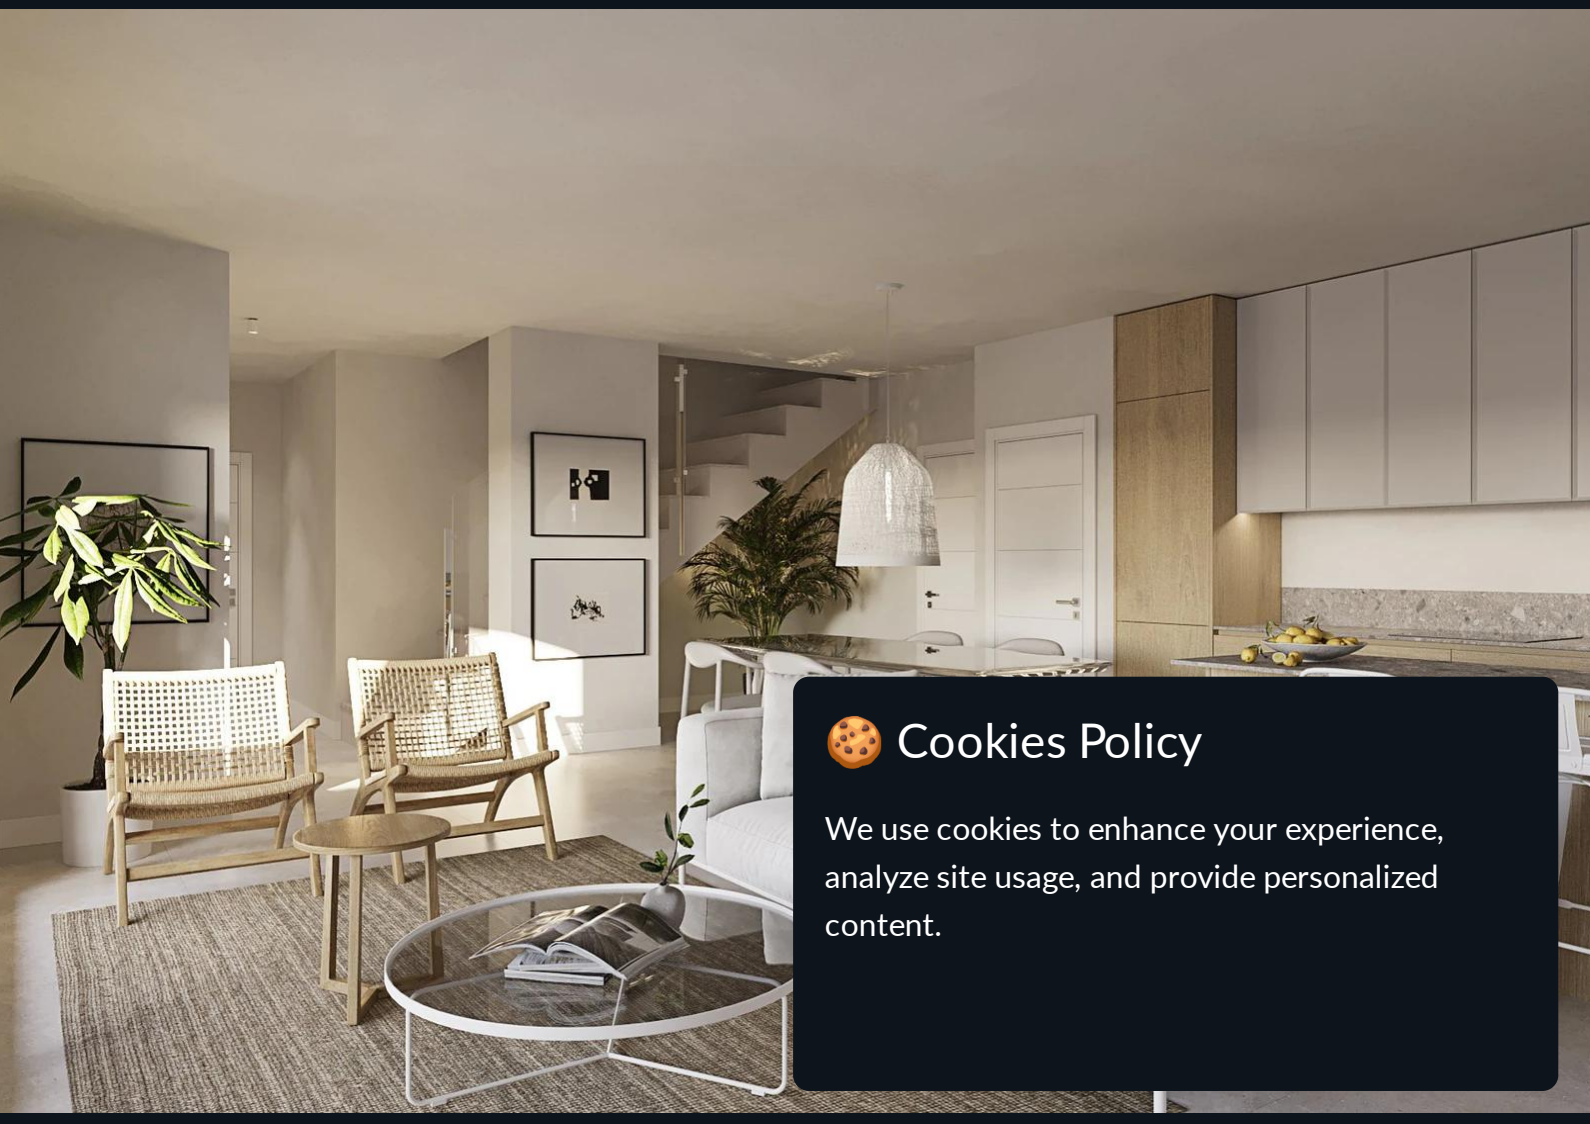 🍪 Cookies Policy
We use cookies to enhance your experience,
analyze site usage, and provide personalized
content.